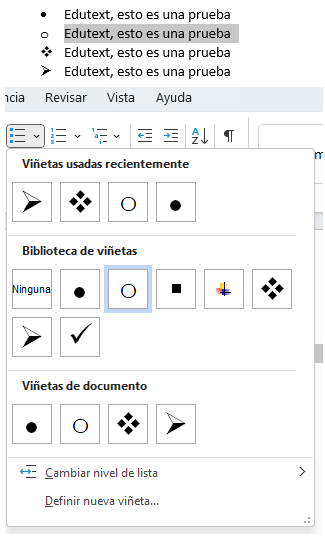 ● Edutext, esto es una prueba
○ Edutext, esto es una prueba
❖ Edutext, esto es una prueba
➢ Edutext, esto es una prueba
ncia Revisar Vista Ayuda
Viñetas usadas recientemente
Biblioteca de viñetas
Ninguna
Viñetas de documento
Cambiar nivel de lista
Definir nueva viñeta...